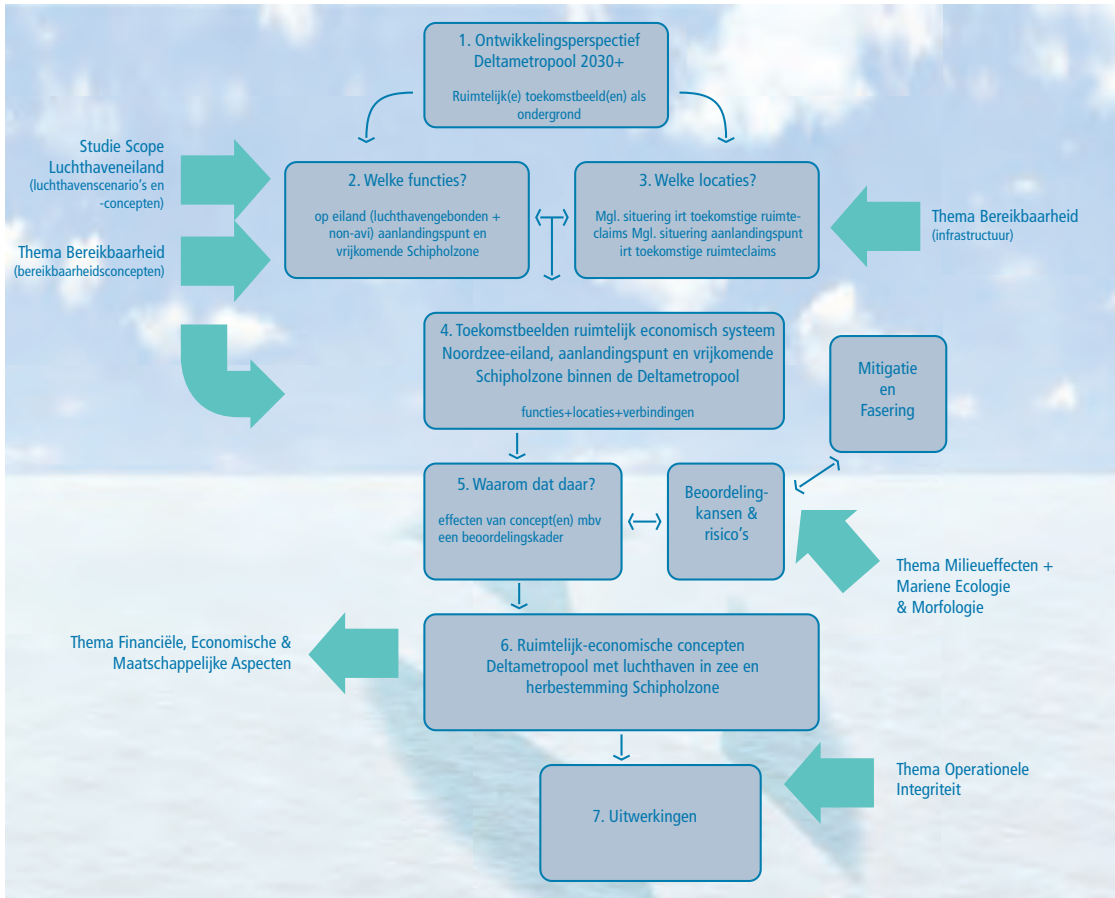 1. Ontwikkelingsperspectief
Deltametropool 2030+
Ruimtelijk(e) toekomstbeeld(en) als
ondergrond
Studie Scope
Luchthaveneiland
(luchthavenscenario's en
-concepten)
Thema Bereikbaarheid
(bereikbaarheidsconcepten)
2. Welke functies?
op eiland (luchthavengebonden +
non-avi) aanlandingspunt en
vrijkomende Schipholzone
3. Welke locaties?
Mgl. situering irt toekomstige ruimte-
claims Mgl. situering aanlandingspunt
irt toekomstige ruimteclaims
Thema Bereikbaarheid
(infrastructuur)
4. Toekomstbeelden ruimtelijk economisch systeem
Noordzee-eiland, aanlandingspunt en vrijkomende
Schipholzone binnen de Deltametropool
functies+locaties+verbindingen
Mitigatie
en
Fasering
5. Waarom dat daar?
effecten van concept(en) mbv
een beoordelingskader
Beoordeling-
kansen &
risico's
Thema Milieueffecten +
Mariene Ecologie
& Morfologie
Thema Financiële, Economische &
Maatschappelijke Aspecten
6. Ruimtelijk-economische concepten
Deltametropool met luchthaven in zee en
herbestemming Schipholzone
Thema Operationele
Integriteit
7. Uitwerkingen